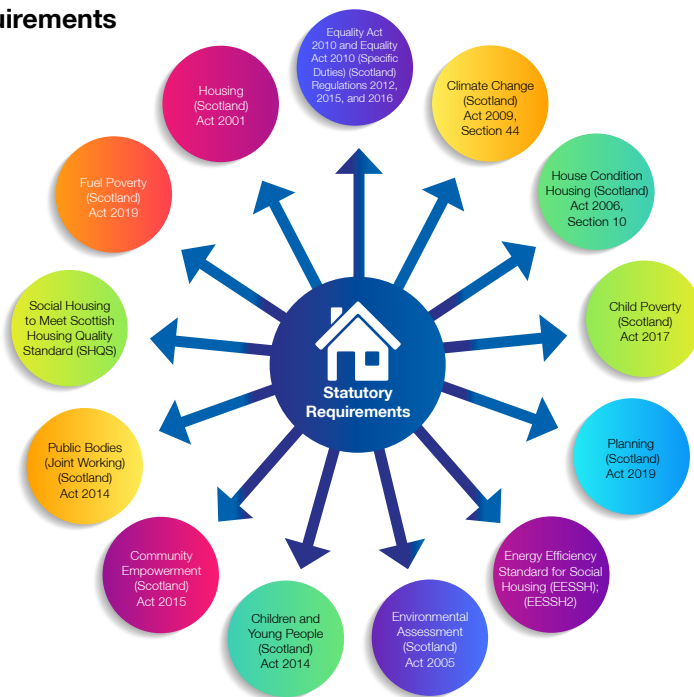 uirements
Equality Act
2010 and Equality
Act 2010 (Specific
Duties) (Scotland)
Regulations 2012,
2015, and 2016
Climate Change
(Scotland)
Act 2009,
Section 44
House Condition
Housing (Scotland)
Act 2006,
Section 10
Child Poverty
(Scotland)
Act 2017
Planning
(Scotland)
Act 2019
Energy Efficiency
Standard for Social
Housing (EESSH);
(EESSH2)
Environmental
Assessment
(Scotland)
Act 2005
Children and
Young People
(Scotland)
Act 2014
Community
Empowerment
(Scotland)
Act 2015
Public Bodies
(Joint Working)
(Scotland)
Act 2014
Social Housing
to Meet Scottish
Housing Quality
Standard (SHQS)
Fuel Poverty
(Scotland)
Act 2019
Housing
(Scotland)
Act 2001
Statutory
Requirements